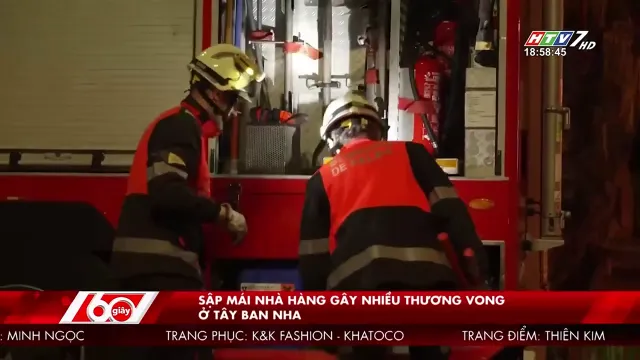 HTV7 HD
18:58:45
DE
60 giây
SẬP MÁI NHÀ HÀNG GÂY NHIỀU THƯƠNG VONG
Ở TÂY BAN NHA
: MINH NGỌC TRANG PHỤC: K&K FASHION - KHATOCO TRANG ĐIỂM: THIÊN KIM
HTV7